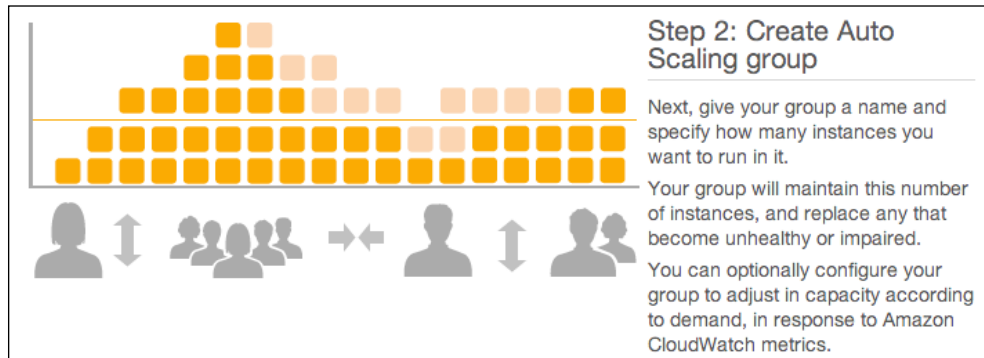 Step 2: Create Auto
Scaling group
Next, give your group a name and
specify how many instances you
want to run in it.
Your group will maintain this number
of instances, and replace any that
become unhealthy or impaired.
You can optionally configure your
group to adjust in capacity according
to demand, in response to Amazon
CloudWatch metrics.